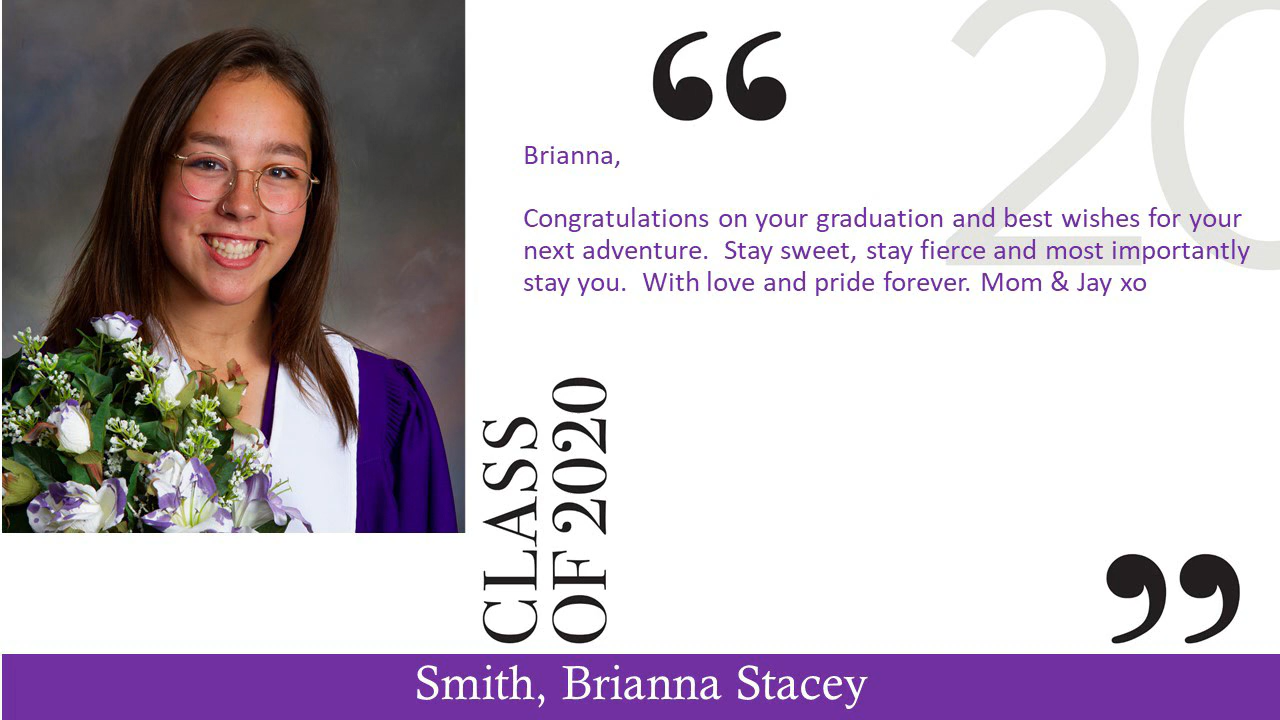 20
“
Brianna,
Congratulations on your graduation and best wishes for your
next adventure.  Stay sweet, stay fierce and most importantly
stay you.  With love and pride forever. Mom & Jay xo
CLASS
OF 2020
”
Smith, Brianna Stacey